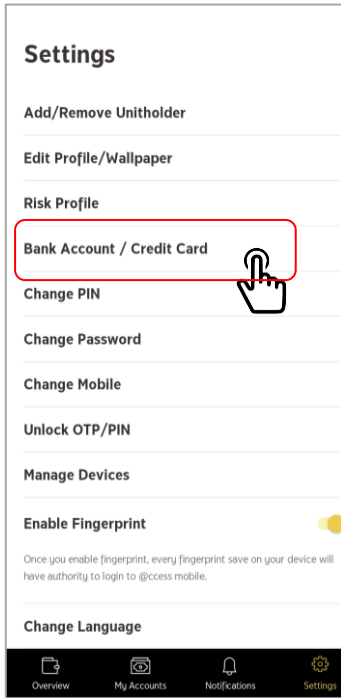 Settings
Add/Remove Unitholder
Edit Profile/Wallpaper
Risk Profile
Bank Account / Credit Card
Change PIN
Change Password
Change Mobile
Unlock OTP/PIN
Manage Devices
Enable Fingerprint
Once you enable fingerprint, every fingerprint save on your device will
have authority to login to @ccess mobile.
Change Language
Overview My Accounts Notifications Settings